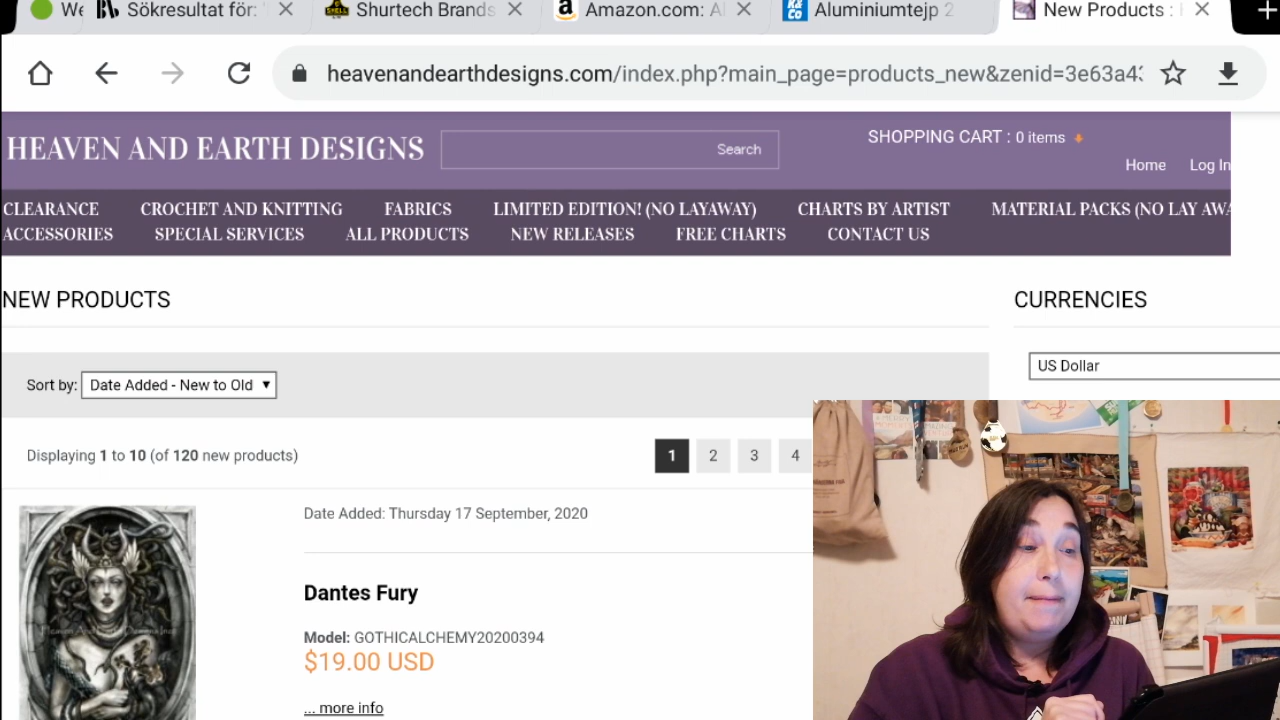 We
Sökresultat för: '
Shurtech Brands
Amazon.com: Al
Aluminiumtejp 2
New Products :
heavenandearthdesigns.com/index.php?main_page=products_new&zenid=3e63a43
HEAVEN AND EARTH DESIGNS
Search
SHOPPING CART : 0 items
Home Log In
CLEARANCE CROCHET AND KNITTING FABRICS LIMITED EDITION! (NO LAYAWAY) CHARTS BY ARTIST MATERIAL PACKS (NO LAY AWA
ACCESSORIES SPECIAL SERVICES ALL PRODUCTS NEW RELEASES FREE CHARTS CONTACT US
NEW PRODUCTS
CURRENCIES
Sort by: Date Added - New to Old
US Dollar
Displaying 1 to 10 (of 120 new products)
1 2 3 4
Date Added: Thursday 17 September, 2020
Dantes Fury
Model: GOTHICALCHEMY20200394
$19.00 USD
... more info